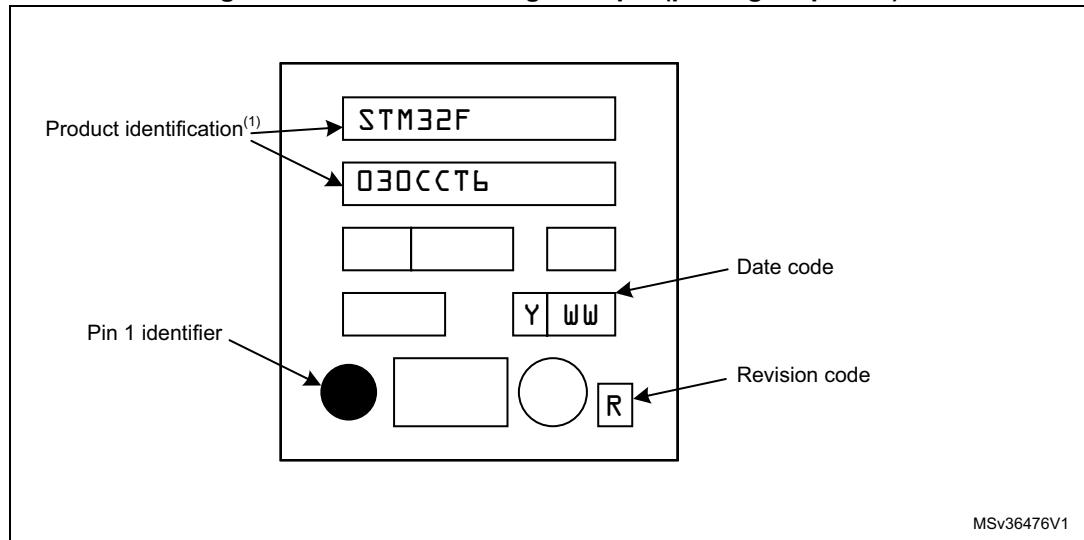 Product identification(1)
STM32F
030CCT6
Date code
Y WW
Pin 1 identifier
Revision code
R
MSv36476V1